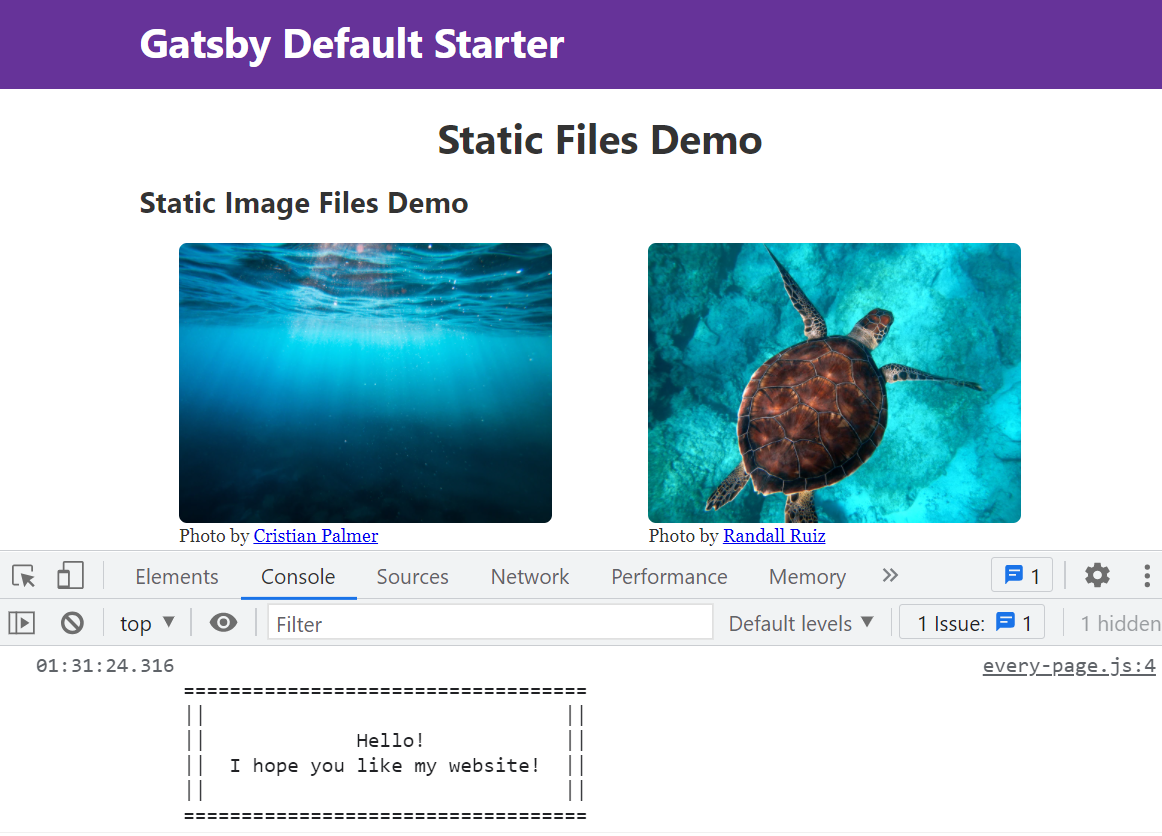 Gatsby Default Starter
Static Files Demo
Static Image Files Demo
Photo by Cristian Palmer
Photo by Randall Ruiz
Elements Console Sources Network Performance Memory 1
top Filter Default levels 1 Issue: 1 1 hidden
01:31:24.316 every-page.js:4
===================================
|| ||
|| Hello! ||
|| I hope you like my website! ||
|| ||
===================================